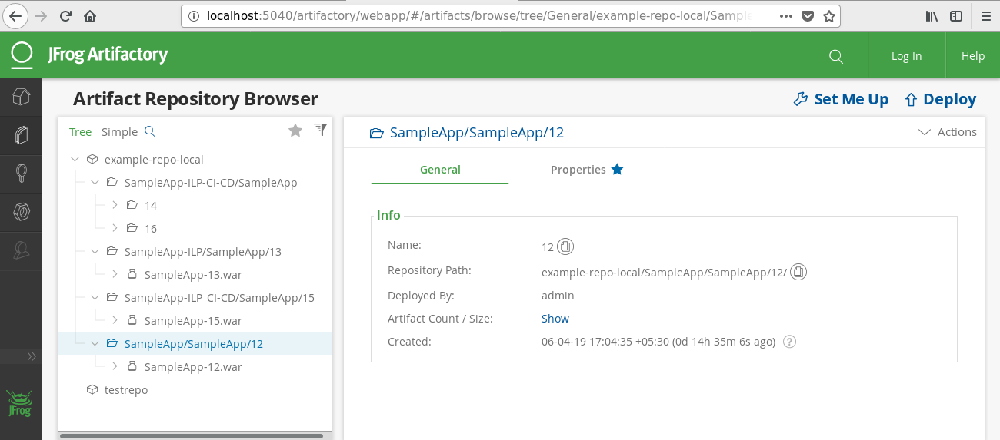 localhost:5040/artifactory/webapp/#/artifacts/browse/tree/General/example-repo-local/Sample
JFrog Artifactory
Log In
Help
Artifact Repository Browser
Set Me Up
Deploy
Tree
Simple
example-repo-local
SampleApp-ILP-CI-CD/SampleApp
14
16
SampleApp-ILP/SampleApp/13
SampleApp-13.war
SampleApp-ILP_CI-CD/SampleApp/15
SampleApp-15.war
SampleApp/SampleApp/12
SampleApp-12.war
testrepo
SampleApp/SampleApp/12
Actions
General
Properties
Info
Name: 12
Repository Path: example-repo-local/SampleApp/SampleApp/12/
Deployed By: admin
Artifact Count / Size: Show
Created: 06-04-19 17:04:35 +05:30 (0d 14h 35m 6s ago) ?
JFrog